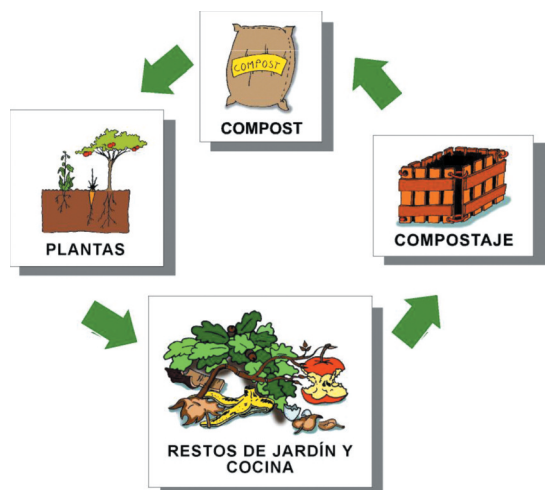 COMPOST
COMPOST
PLANTAS
COMPOSTAJE
RESTOS DE JARDÍN Y
COCINA